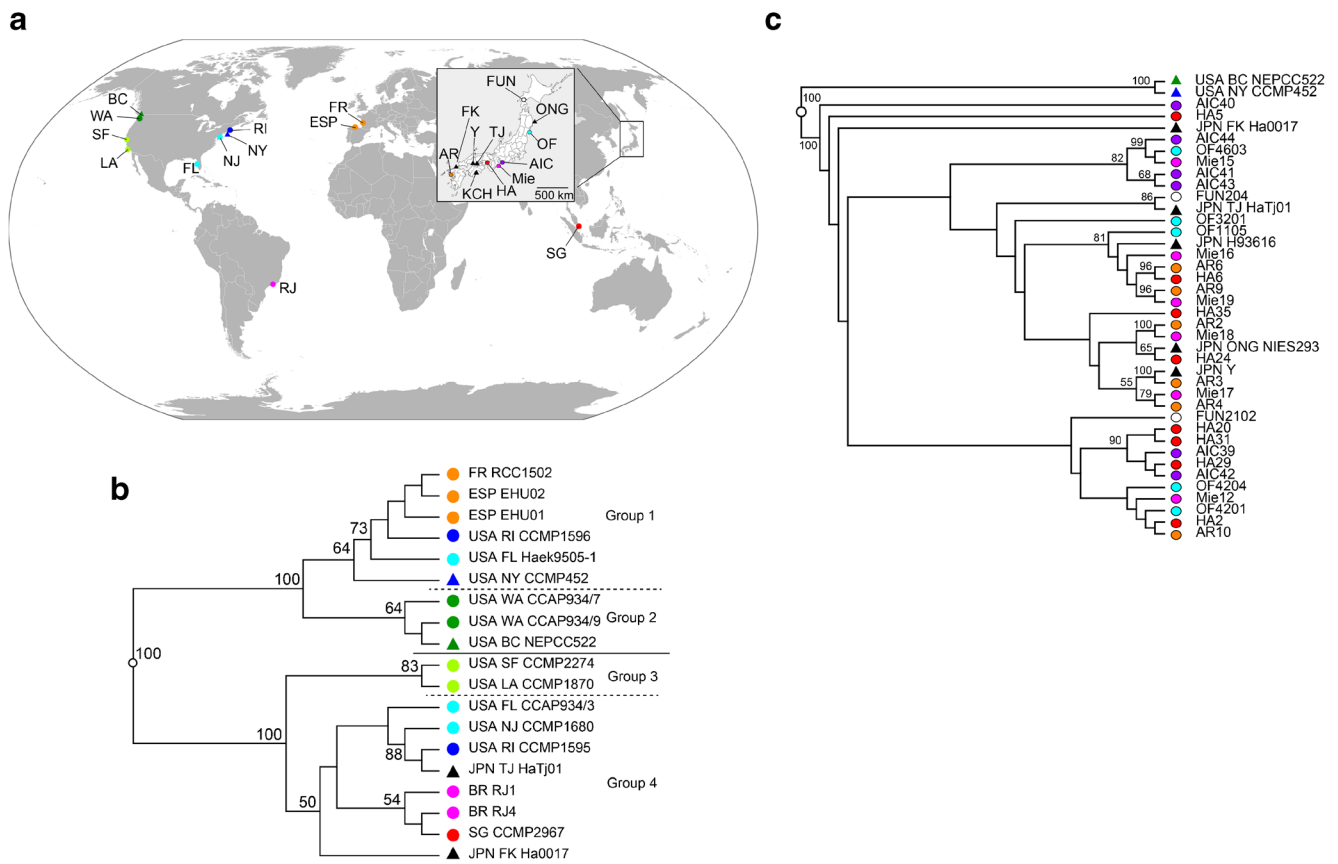 a
BC
WA
SF
LA
FL
NJ
NY
RI
RJ
FR
ESP
SG
FUN
ONG
FK
Y
TJ
OF
AR
AIC
Mie
HA
KCH
500 km
b
FR RCC1502
ESP EHU02
ESP EHU01
Group 1
73
USA RI CCMP1596
64
USA FL Haek9505-1
100
USA NY CCMP452
USA WA CCAP934/7
64
Group 2
USA WA CCAP934/9
USA BC NEPCC522
100
83
USA SF CCMP2274
Group 3
USA LA CCMP1870
USA FL CCAP934/3
USA NJ CCMP1680
100
USA RI CCMP1595
88
JPN TJ HaTj01
Group 4
BR RJ1
54
50
BR RJ4
SG CCMP2967
JPN FK Ha0017
c
100
USA BC NEPCC522
USA NY CCMP452
100
AIC40
HA5
100
JPN FK Ha0017
AIC44
99
OF4603
82
Mie15
68
AIC41
AIC43
FUN204
86
JPN TJ HaTj01
OF3201
OF1105
81
JPN H93616
Mie16
96
AR6
HA6
96
AR9
Mie19
HA35
AR2
100
Mie18
65
JPN ONG NIES293
HA24
100
JPN Y
55
AR3
79
Mie17
AR4
FUN2102
HA20
90
HA31
AIC39
HA29
AIC42
OF4204
Mie12
OF4201
HA2
AR10